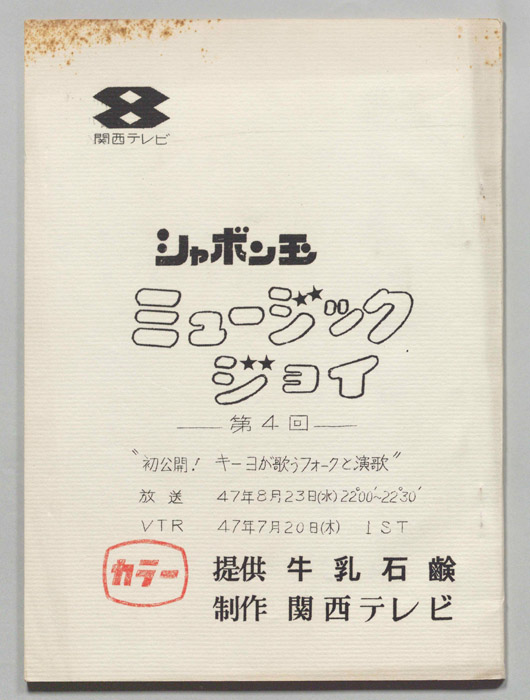 8
関西テレビ
シャボン玉
ミュージック
ジョイ
第4回
"初公開! キーヨが歌うフォークと演歌"
放送 47年8月23日(水) 22°00'~22°30'
VTR 47年7月20日(木) 1ST
カラー
提供 牛乳石鹸
制作 関西テレビ